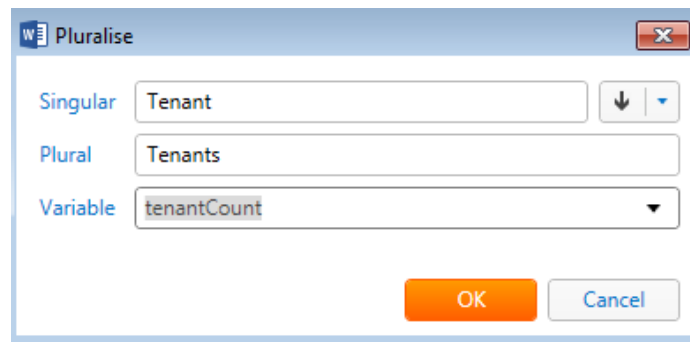 Pluralise
Singular Tenant
Plural Tenants
Variable tenantCount
OK Cancel